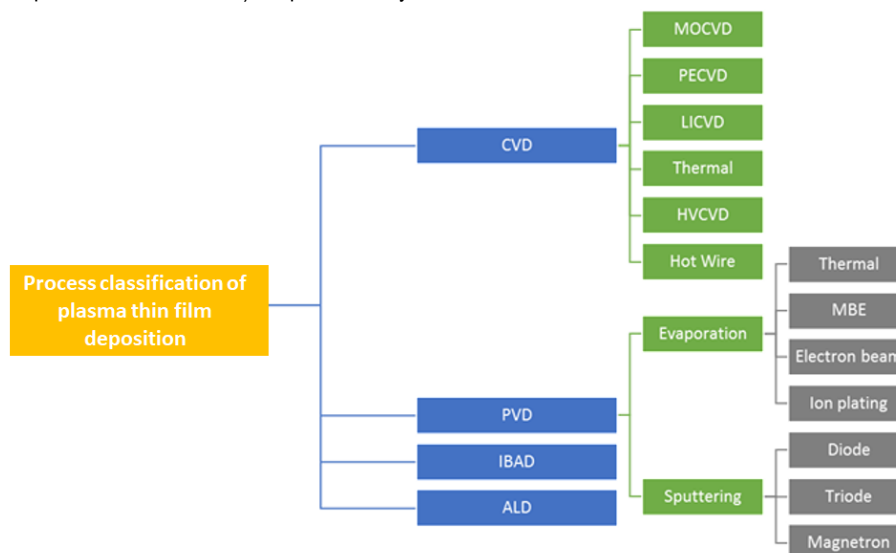 MOCVD
PECVD
LICVD
CVD
Thermal
HVCVD
Hot Wire
Process classification of
plasma thin film
deposition
Thermal
MBE
Evaporation
Electron beam
Ion plating
PVD
Diode
IBAD
Sputtering
Triode
ALD
Magnetron